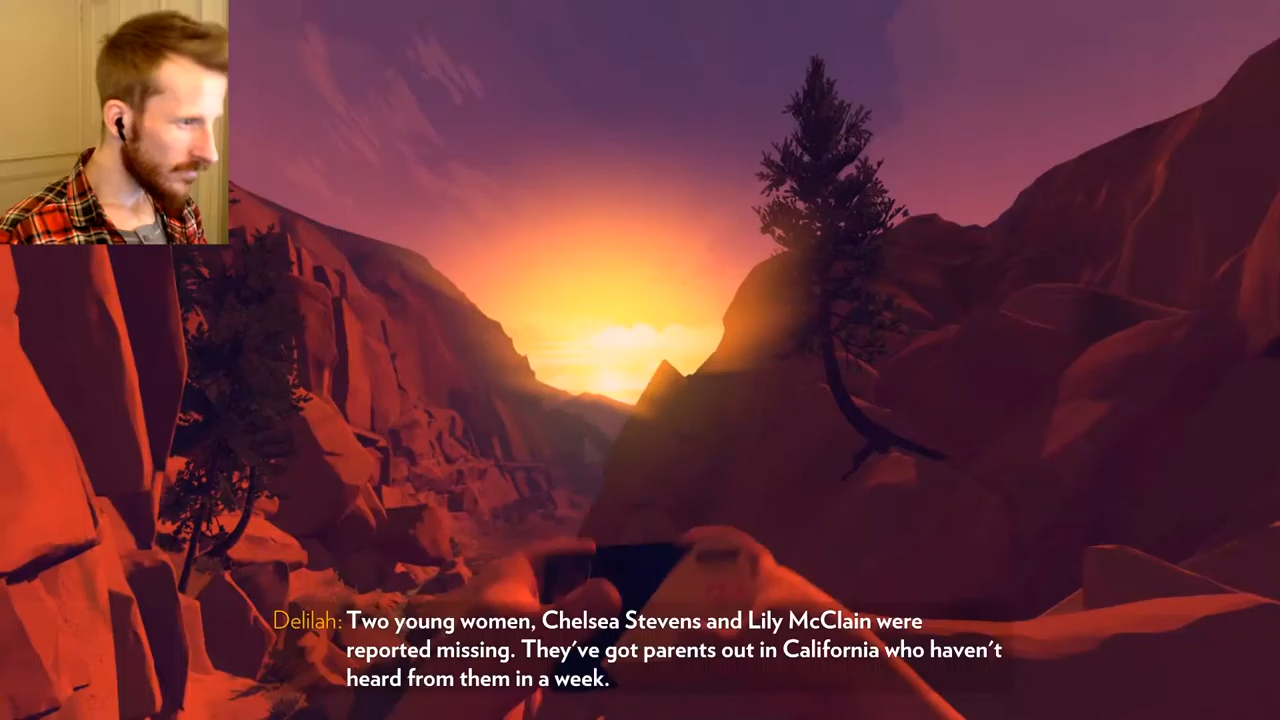 Delilah: Two young women, Chelsea Stevens and Lily McClain were
reported missing. They've got parents out in California who haven't
heard from them in a week.